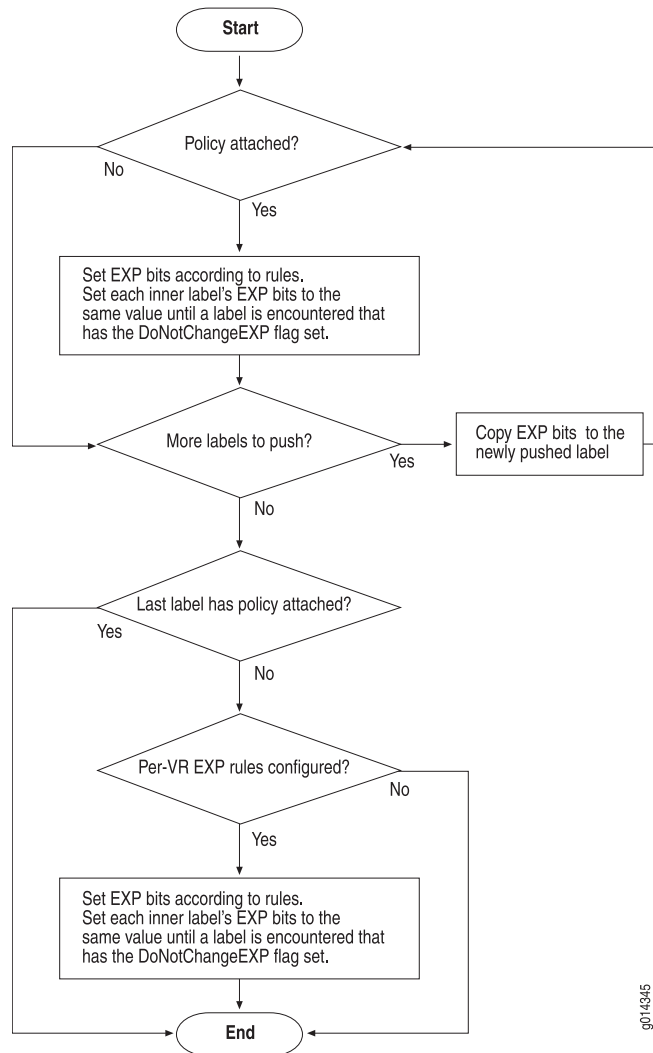 Start
Policy attached?
No
Yes
Set EXP bits according to rules.
Set each inner label's EXP bits to the
same value until a label is encountered that
has the DoNotChangeEXP flag set.
More labels to push?
Yes
Copy EXP bits to the
newly pushed label
No
Last label has policy attached?
Yes
No
Per-VR EXP rules configured?
No
Yes
Set EXP bits according to rules.
Set each inner label's EXP bits to the
same value until a label is encountered that
has the DoNotChangeEXP flag set.
End
g014345